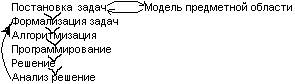 Постановка задач Модель предметной области
Формализация задач
Алгоритмизация
Программирование
Решение
Анализ решение